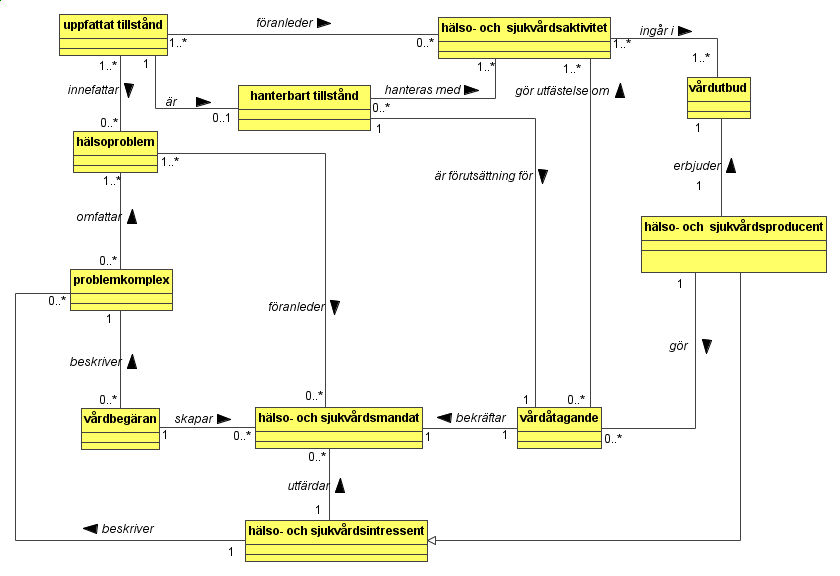 uppfattat tillstånd
föranleder
hälso- och sjukvårdsaktivitet
ingår i
1..*
0..*
1..*
1..*
1
1..*
1..*
1..*
innefattar
är
hanterbart tillstånd
hanteras med
gör utfästelse om
vårdutbud
0..*
0..1
0..*
1
1
hälsoproblem
1..*
erbjuder
är förutsättning för
1..*
1
omfattar
hälso- och sjukvårdsproducent
0..*
problemkomplex
0..*
1
1
föranleder
gör
beskriver
0..*
0..*
1
0..*
vårdbegäran
skapar
hälso- och sjukvårdsmandat
bekräftar
vårdåtagande
1
0..*
1
1
0..*
0..*
utfärdar
1
beskriver
hälso- och sjukvårdsintressent
1